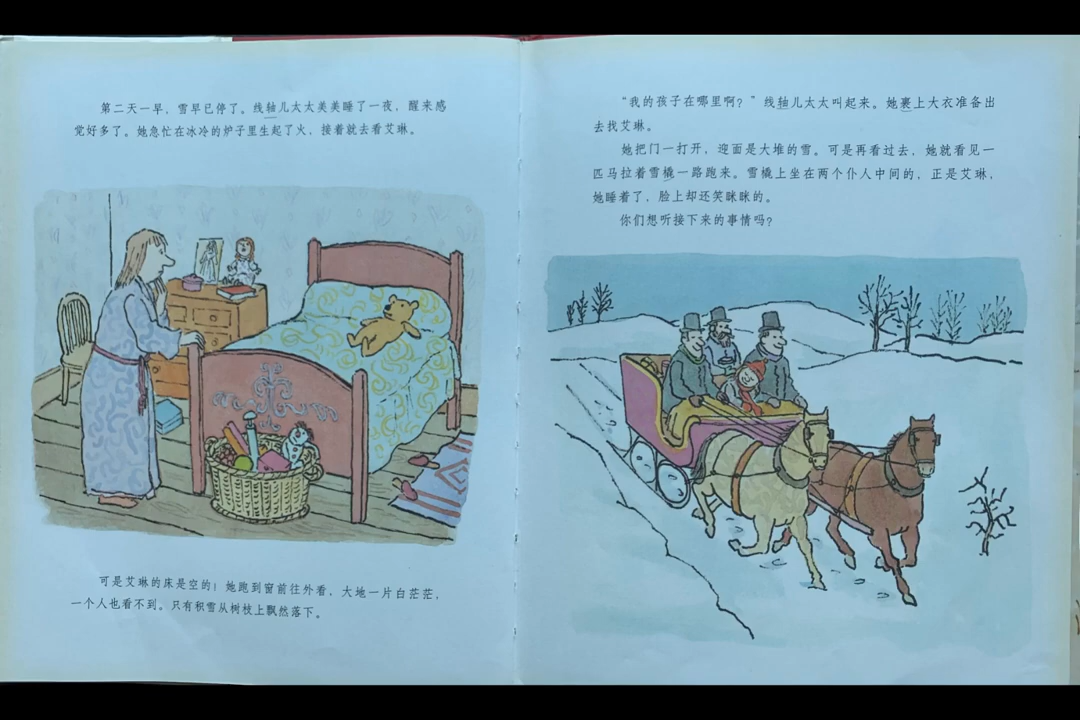 第二天一早，雪早已停了。线轴儿太太美美睡了一夜，醒来感
觉好多了。她急忙在冰冷的炉子里生起了火，接着就去看艾琳。
可是艾琳的床是空的！她跑到窗前往外看，大地一片白茫茫，
一个人也看不到。只有积雪从树枝上飘然落下。
“我的孩子在哪里啊？”线轴儿太太叫起来。她裹上大衣准备出
去找艾琳。
她把门一打开，迎面是大堆的雪。可是再看过去，她就看见一
匹马拉着雪橇一路跑来。雪橇上坐在两个仆人中间的，正是艾琳，
她睡着了，脸上却还笑眯眯的。
你们想听接下来的事情吗？